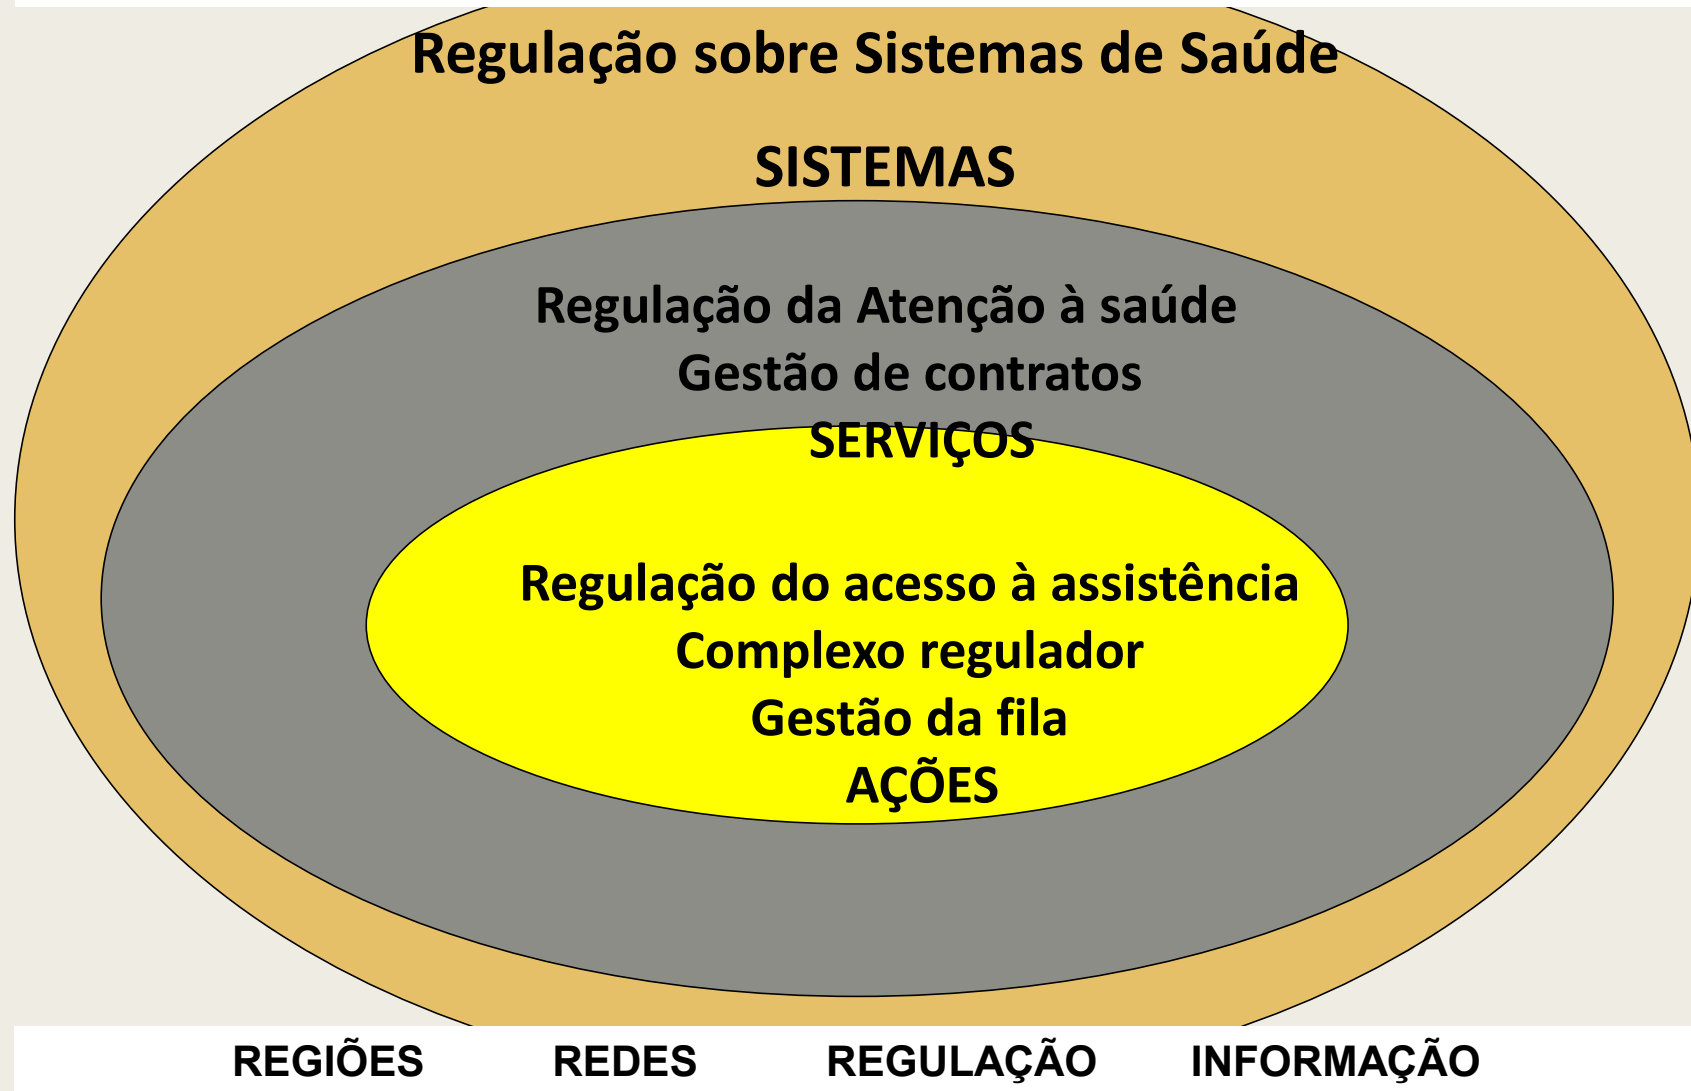 Regulação sobre Sistemas de Saúde
SISTEMAS
Regulação da Atenção à saúde
Gestão de contratos
SERVIÇOS
Regulação do acesso à assistência
Complexo regulador
Gestão da fila
AÇÕES
REGIÕES REDES REGULAÇÃO INFORMAÇÃO